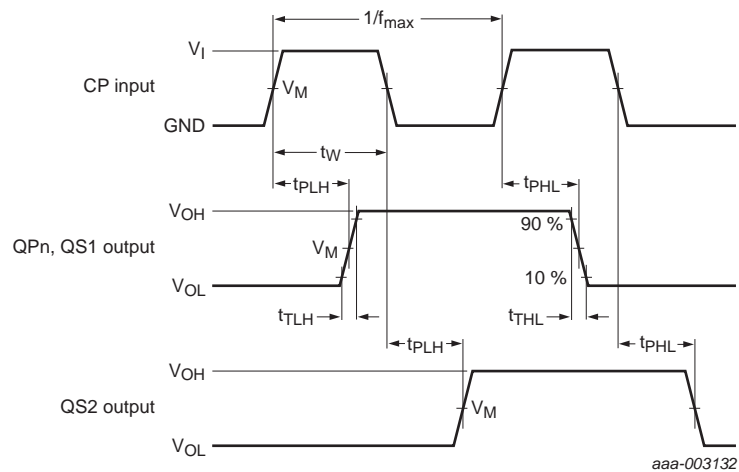 1/fmax
VI
CP input
VM
GND
tW
tPLH
tPHL
VOH
90 %
QPn, QS1 output
VM
10 %
VOL
tTLH
tTHL
tPLH
tPHL
VOH
QS2 output
VM
VOL
aaa-003132